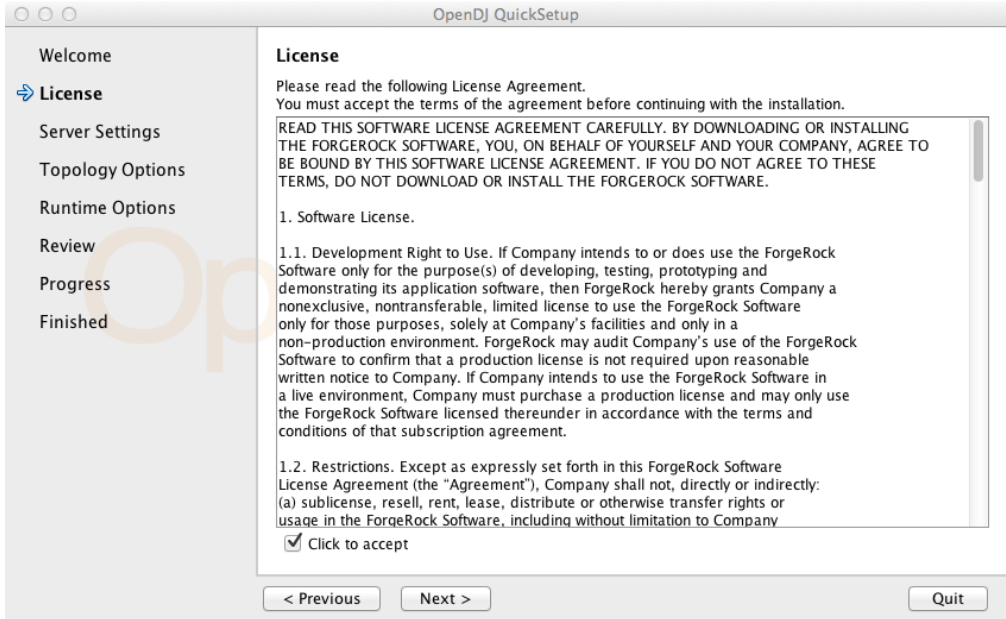 OpenDJ QuickSetup
Welcome
License
Server Settings
Topology Options
Runtime Options
Review
Progress
Finished
Op
License
Please read the following License Agreement.
You must accept the terms of the agreement before continuing with the installation.
READ THIS SOFTWARE LICENSE AGREEMENT CAREFULLY. BY DOWNLOADING OR INSTALLING
THE FORGEROCK SOFTWARE, YOU, ON BEHALF OF YOURSELF AND YOUR COMPANY, AGREE TO
BE BOUND BY THIS SOFTWARE LICENSE AGREEMENT. IF YOU DO NOT AGREE TO THESE
TERMS, DO NOT DOWNLOAD OR INSTALL THE FORGEROCK SOFTWARE.
1. Software License.
1.1. Development Right to Use. If Company intends to or does use the ForgeRock
Software only for the purpose(s) of developing, testing, prototyping and
demonstrating its application software, then ForgeRock hereby grants Company a
nonexclusive, nontransferable, limited license to use the ForgeRock Software
only for those purposes, solely at Company’s facilities and only in a
non-production environment. ForgeRock may audit Company’s use of the ForgeRock
Software to confirm that a production license is not required upon reasonable
written notice to Company. If Company intends to use the ForgeRock Software in
a live environment, Company must purchase a production license and may only use
the ForgeRock Software licensed thereunder in accordance with the terms and
conditions of that subscription agreement.
1.2. Restrictions. Except as expressly set forth in this ForgeRock Software
License Agreement (the “Agreement”), Company shall not, directly or indirectly:
(a) sublicense, resell, rent, lease, distribute or otherwise transfer rights or
usage in the ForgeRock Software, including without limitation to Company
Click to accept
< Previous
Next >
Quit